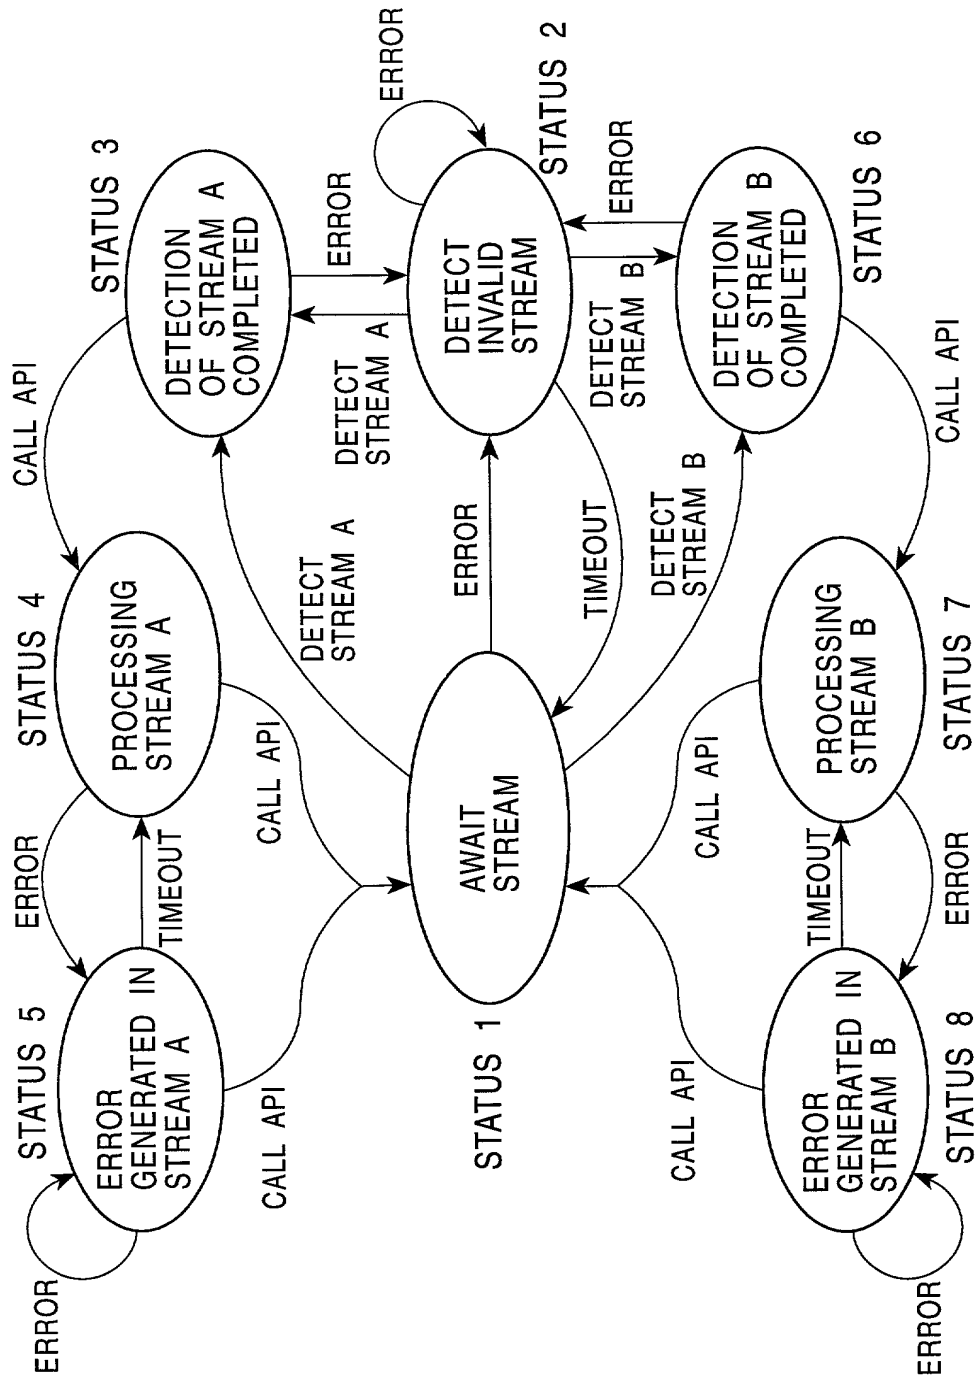 ERROR
STATUS 5
ERROR
GENERATED IN
STREAM A
ERROR
TIMEOUT
STATUS 4
PROCESSING
STREAM A
CALL API
STATUS 3
DETECTION
OF STREAM A
COMPLETED
CALL API
CALL API
DETECT
STREAM A
DETECT
STREAM A
ERROR
ERROR
STATUS 1
AWAIT
STREAM
ERROR
DETECT
INVALID
STREAM
STATUS 2
TIMEOUT
DETECT
STREAM B
DETECT
STREAM B
ERROR
CALL API
CALL API
ERROR
GENERATED IN
STREAM B
STATUS 8
ERROR
TIMEOUT
ERROR
PROCESSING
STREAM B
STATUS 7
CALL API
DETECTION
OF STREAM B
COMPLETED
STATUS 6